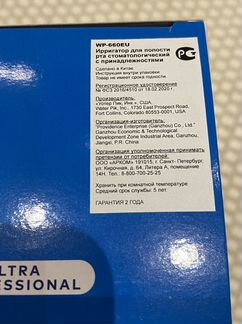 WP-660EU
Ирригатор для полости
рта стоматологический
с принадлежностями
Сделано в Китае
Инструкция внутри упаковки
Товар не имеет срока годности
Регистрационное удостоверение
№ ФСЗ 2010/4510 от 18.02.2020 г.
Производитель:
«Уотер Пик, Инк.», США,
Water Pik, Inc., 1730 East Prospect Road,
Fort Collins, Colorado 80553-0001, USA
Организация-изготовитель:
"Providence Enterprise (Ganzhou) Co., Ltd."
Ganzhou Economic & Technological
Development Zone Industrial Area, Ganzhou,
Jiangxi, P.R. China
Организация уполномоченная принимать
претензии от потребителей:
ООО «АРКОМ» 191015, г. Санкт- Петербург,
ул. Кирочная, д. 64, Литера А, помещение
14Н. Тел. 8-800-700-25-25
Хранить при комнатной температуре
Средний срок службы: 5 лет.
ГАРАНТИЯ 2 ГОДА
ULTRA
PROFESSIONAL